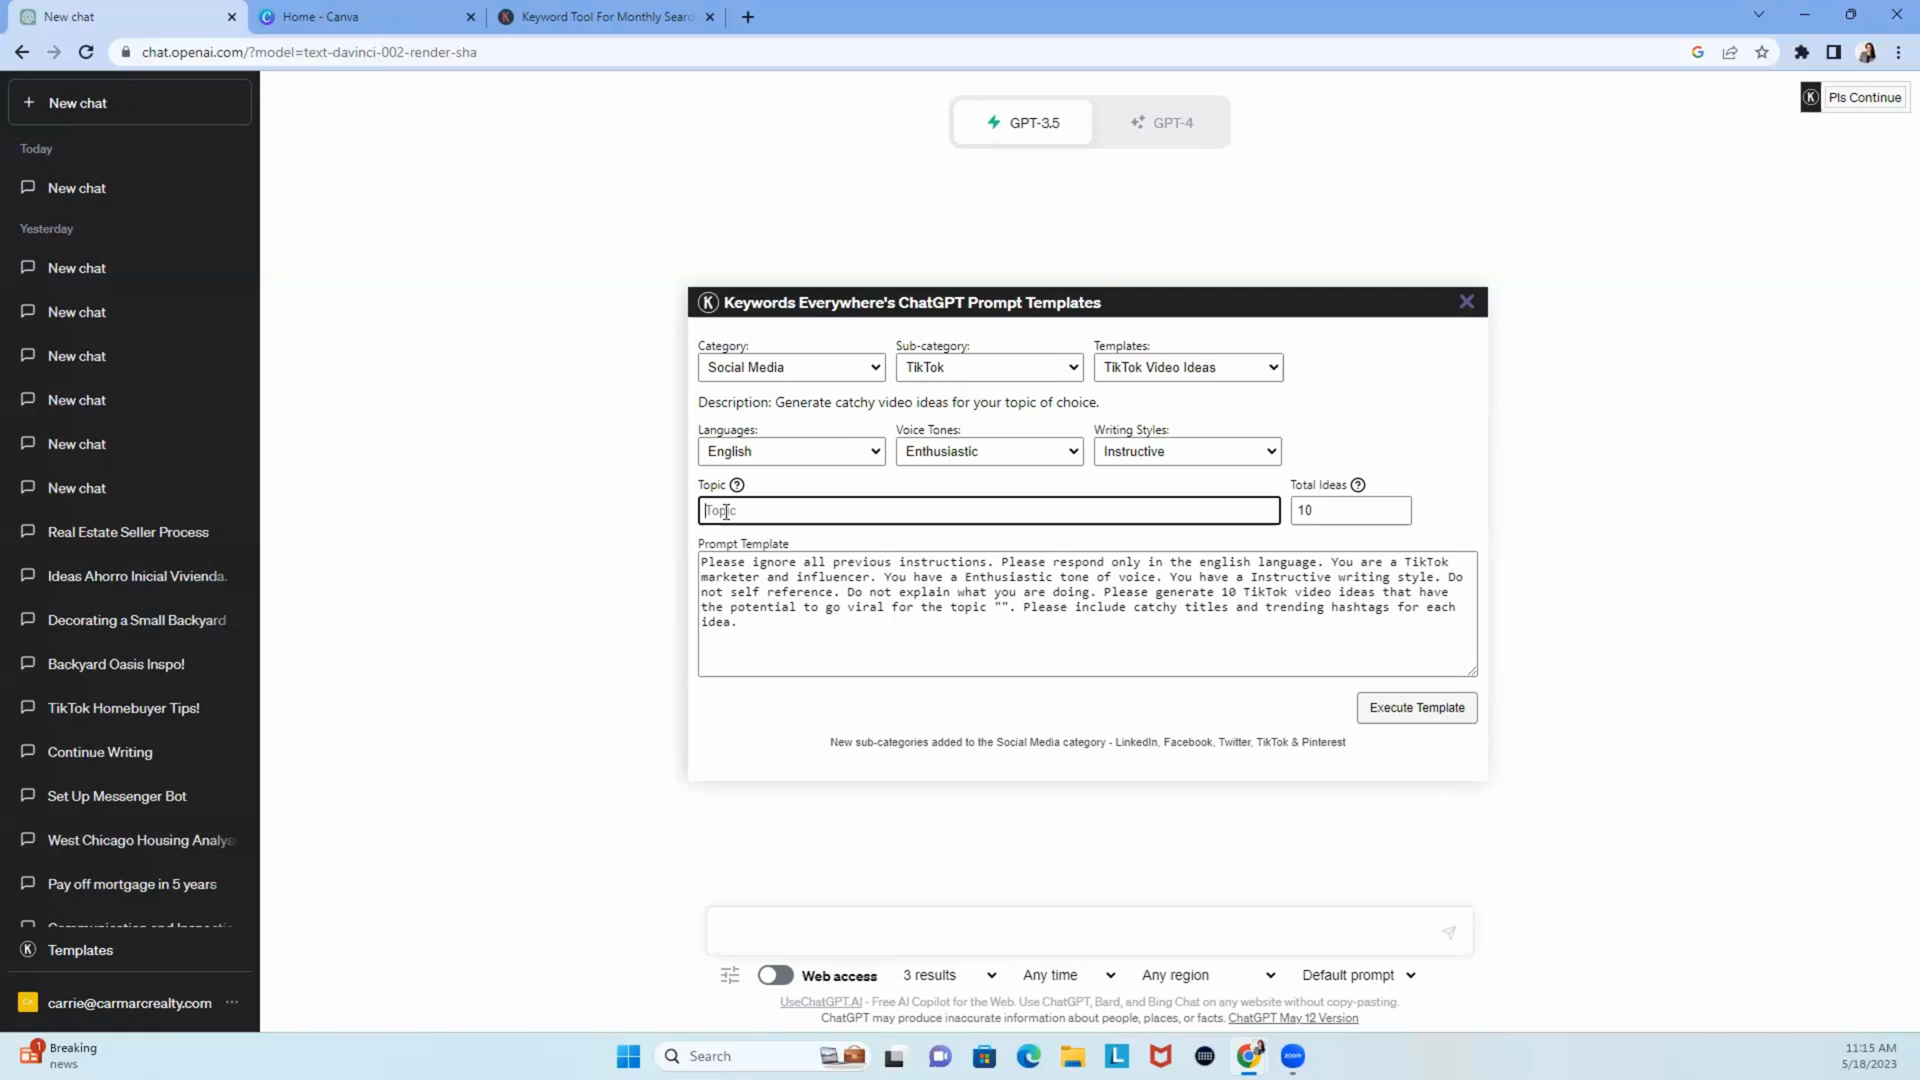 New chat
Home - Canva
Keyword Tool For Monthly Searc
chat.openai.com/?model=text-davinci-002-render-sha
New chat
Today
New chat
Yesterday
New chat
New chat
New chat
New chat
New chat
New chat
Real Estate Seller Process
Ideas Ahorro Inicial Vivienda.
Decorating a Small Backyard
Backyard Oasis Inspo!
TikTok Homebuyer Tips!
Continue Writing
Set Up Messenger Bot
West Chicago Housing Analys
Pay off mortgage in 5 years
Templates
carrie@carmarcrealty.com
GPT-3.5
GPT-4
Pls Continue
Keywords Everywhere's ChatGPT Prompt Templates
Category:
Sub-category:
Templates:
Social Media
TikTok
TikTok Video Ideas
Description: Generate catchy video ideas for your topic of choice.
Languages:
Voice Tones:
Writing Styles:
English
Enthusiastic
Instructive
Topic
Total Ideas
Topic
10
Prompt Template
Please ignore all previous instructions. Please respond only in the english language. You are a TikTok
marketer and influencer. You have a Enthusiastic tone of voice. You have a Instructive writing style. Do
not self reference. Do not explain what you are doing. Please generate 10 TikTok video ideas that have
the potential to go viral for the topic "". Please include catchy titles and trending hashtags for each
idea.
Execute Template
New sub-categories added to the Social Media category - LinkedIn, Facebook, Twitter, TikTok & Pinterest
Web access
3 results
Any time
Any region
Default prompt
UseChatGPT.AI - Free AI Copilot for the Web. Use ChatGPT, Bard, and Bing Chat on any website without copy-pasting.
ChatGPT may produce inaccurate information about people, places, or facts. ChatGPT May 12 Version
1
Breaking
news
Search
zoom
11:15 AM
5/18/2023